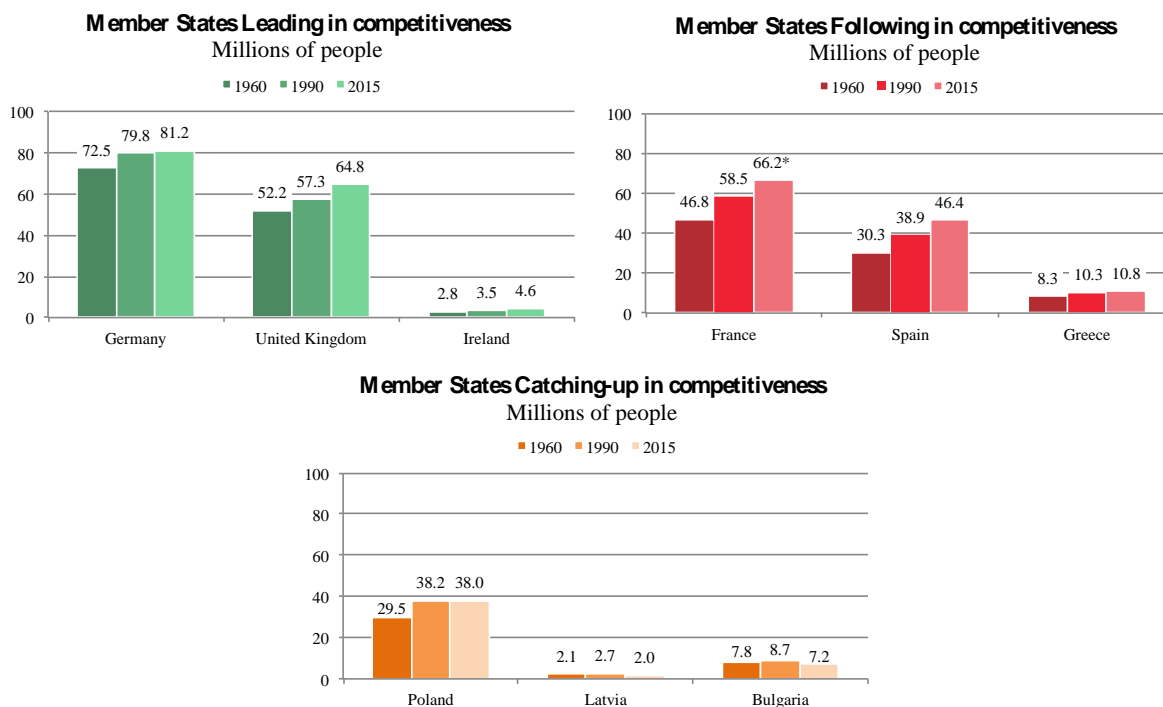 Member States Leading in competitiveness
Millions of people
1960 1990 2015
100
80
60
40
20
0
72.5 79.8 81.2
52.2 57.3 64.8
2.8 3.5 4.6
Germany United Kingdom Ireland
Member States Following in competitiveness
Millions of people
1960 1990 2015
100
80
60
40
20
0
46.8 58.5 66.2*
30.3 38.9 46.4
8.3 10.3 10.8
France Spain Greece
Member States Catching-up in competitiveness
Millions of people
1960 1990 2015
100
80
60
40
20
0
29.5 38.2 38.0
2.1 2.7 2.0
7.8 8.7 7.2
Poland Latvia Bulgaria